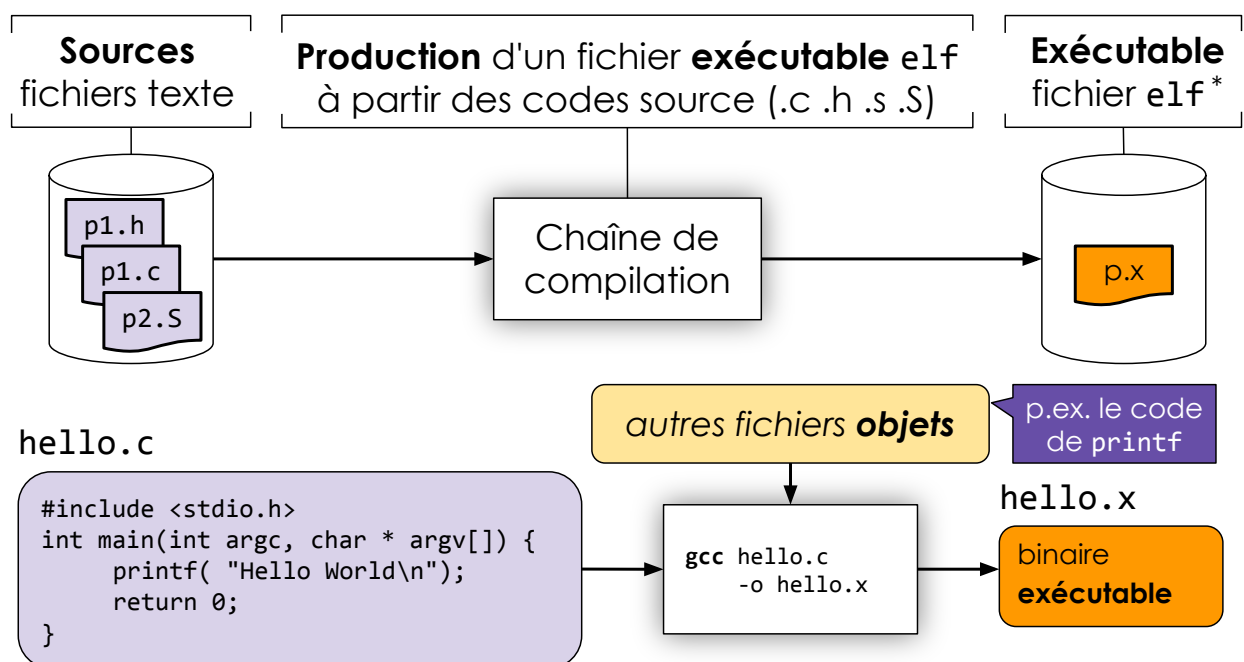 Sources
fichiers texte
Production d'un fichier exécutable elf
à partir des codes source (.c .h .s .S)
Exécutable
fichier elf*
p1.h
p1.c
p2.S
Chaîne de
compilation
p.x
autres fichiers objets
p.ex. le code
de printf
hello.c
#include <stdio.h>
int main(int argc, char * argv[]) {
     printf( "Hello World\n");
     return 0;
}
gcc hello.c
    -o hello.x
hello.x
binaire
exécutable